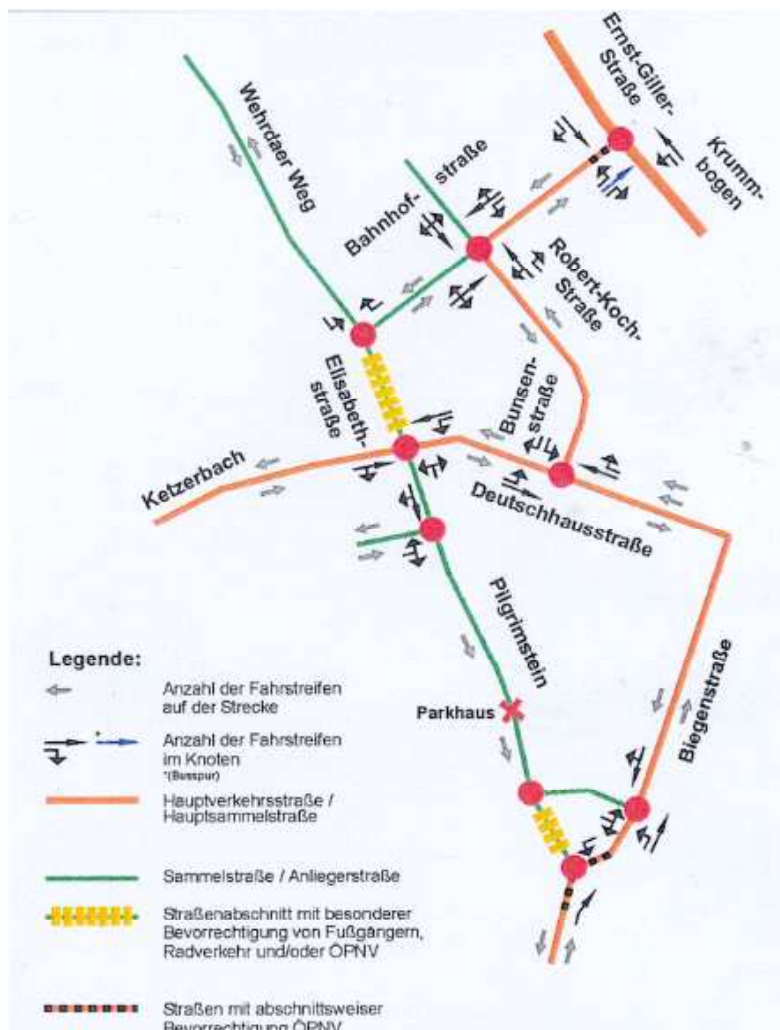 Ernst-Giller-
Straße
Krumm-
bogen
Wehrdaer Weg
Bahnhof-
straße
Robert-Koch-
Straße
Elisabeth-
straße
Bunsen-
straße
Ketzerbach
Deutschhausstraße
Pilgrimstein
Biegenstraße
Parkhaus
Legende:
Anzahl der Fahrstreifen
auf der Strecke
Anzahl der Fahrstreifen
im Knoten
*(Busspur)
Hauptverkehrsstraße /
Hauptsammelstraße
Sammelstraße / Anliegerstraße
Straßenabschnitt mit besonderer
Bevorrechtigung von Fußgängern,
Radverkehr und/oder ÖPNV
Straßen mit abschnittsweiser
Bevorrechtigung ÖPNV